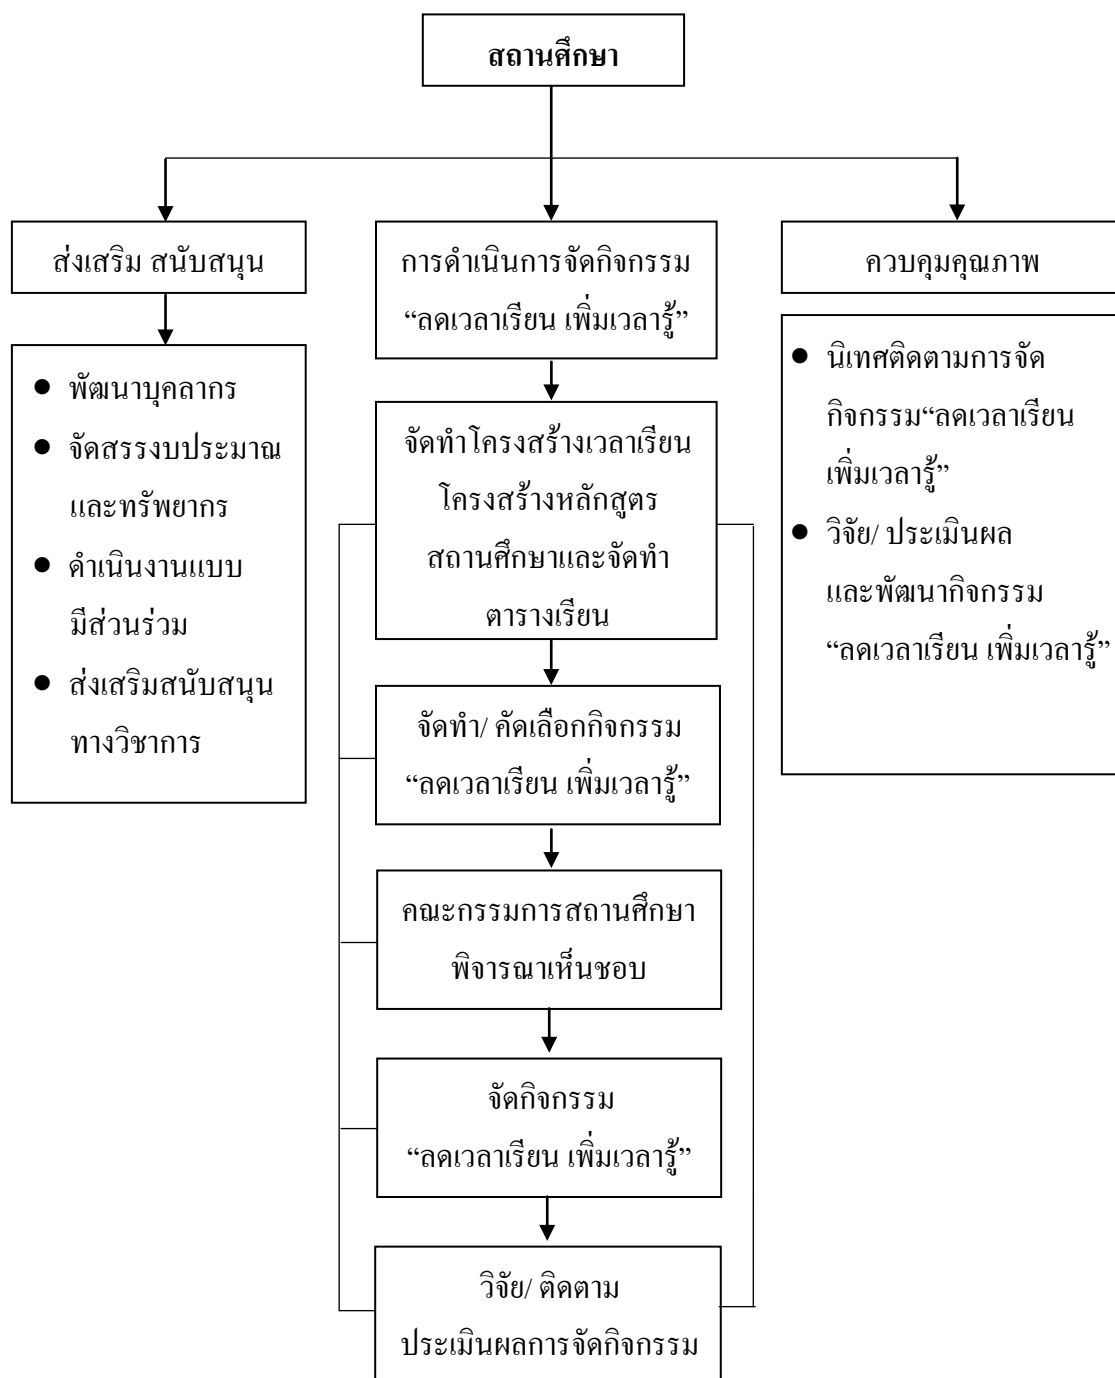 สถานศึกษา
ส่งเสริม สนับสนุน
● พัฒนาบุคลากร
● จัดสรรงบประมาณ
และทรัพยากร
● ดำเนินงานแบบ
มีส่วนร่วม
● ส่งเสริมสนับสนุน
ทางวิชาการ
การดำเนินการจัดกิจกรรม
“ลดเวลาเรียน เพิ่มเวลารู้”
จัดทำโครงสร้างเวลาเรียน
โครงสร้างหลักสูตร
สถานศึกษาและจัดทำ
ตารางเรียน
จัดทำ/ คัดเลือกกิจกรรม
“ลดเวลาเรียน เพิ่มเวลารู้”
คณะกรรมการสถานศึกษา
พิจารณาเห็นชอบ
จัดกิจกรรม
“ลดเวลาเรียน เพิ่มเวลารู้”
วิจัย/ ติดตาม
ประเมินผลการจัดกิจกรรม
ควบคุมคุณภาพ
● นิเทศติดตามการจัด
กิจกรรม“ลดเวลาเรียน
เพิ่มเวลารู้”
● วิจัย/ ประเมินผล
และพัฒนากิจกรรม
“ลดเวลาเรียน เพิ่มเวลารู้”